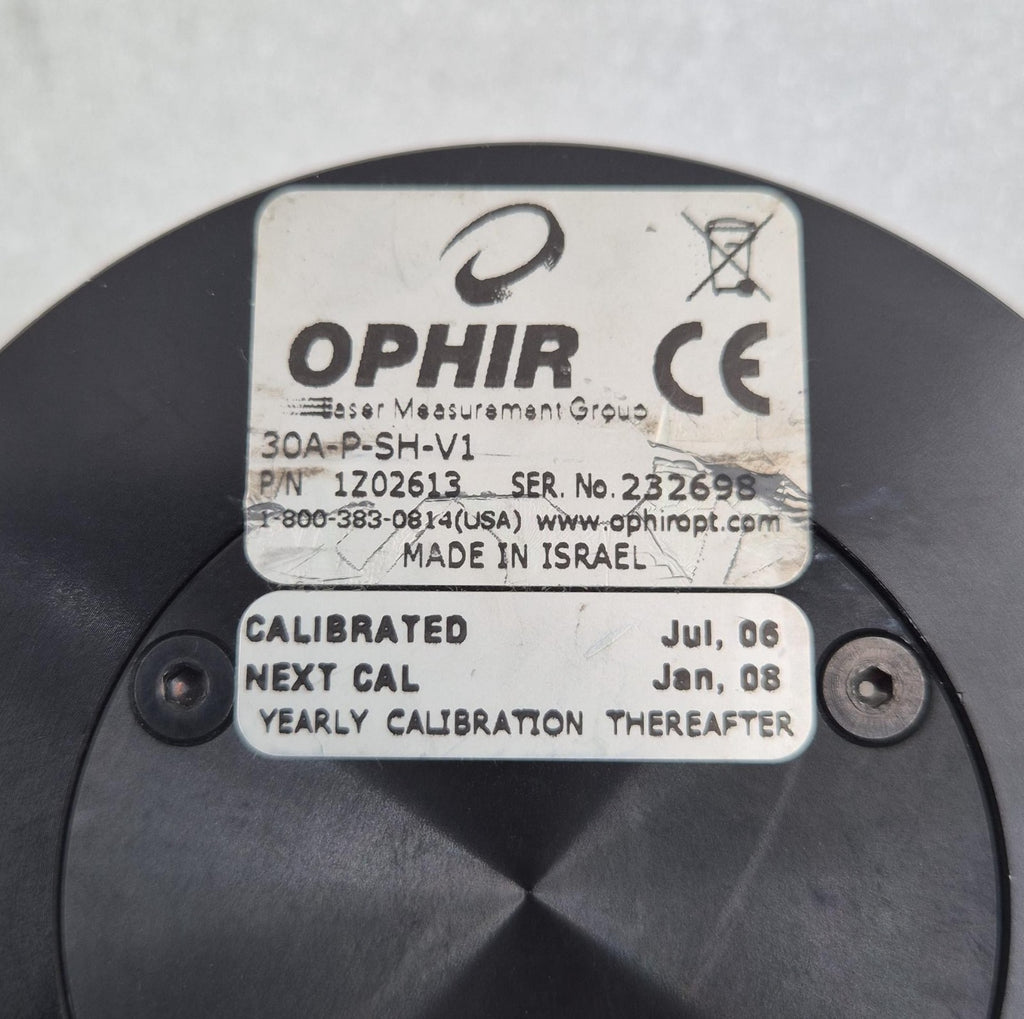 OPHIR
CE
Laser Measurement Group
30A-P-SH-V1
P/N 1Z02613 SER. No. 232698
1-800-383-0814(USA) www.ophiropt.com
MADE IN ISRAEL
CALIBRATED Jul, 06
NEXT CAL Jan, 08
YEARLY CALIBRATION THEREAFTER